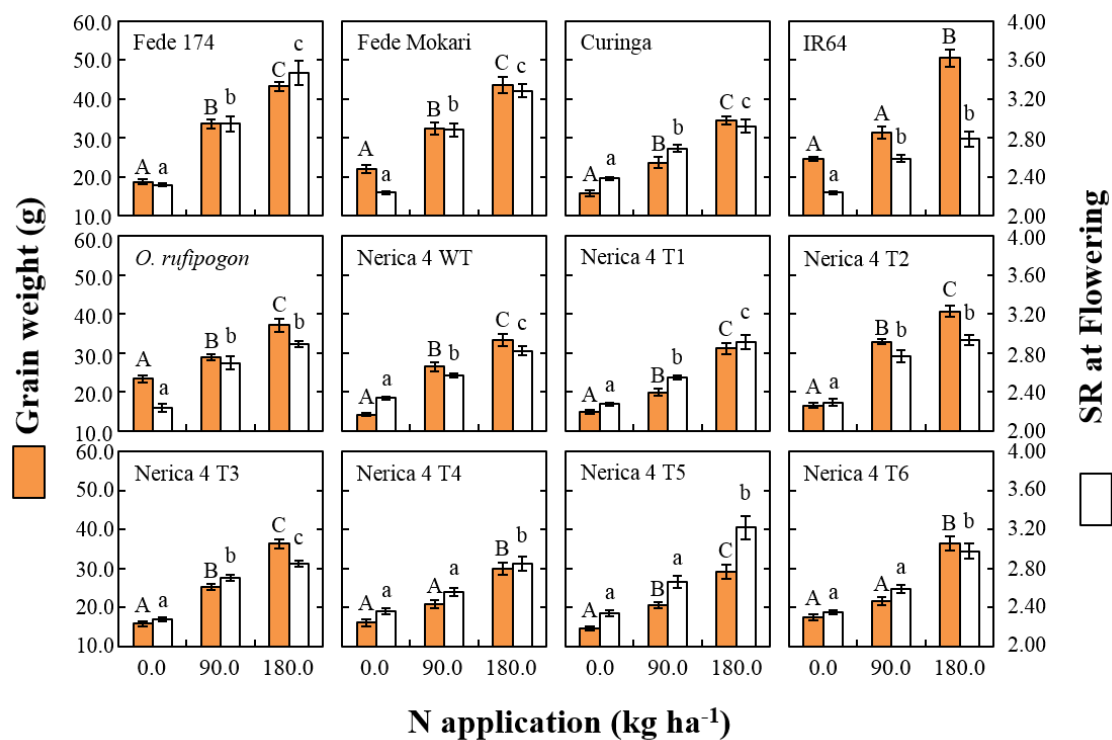 Grain weight (g)
60.0
50.0
40.0
30.0
20.0
10.0
Fede 174
A a B b C c
Fede Mokari
A a B b C c
Curinga
A a B b C c
IR64
A a A b B b
4.00
3.60
3.20
2.80
2.40
2.00
60.0
50.0
40.0
30.0
20.0
10.0
O. rufipogon
A a B b C b
Nerica 4 WT
A a B b C c
Nerica 4 T1
A a B b C c
Nerica 4 T2
A a B b C b
4.00
3.60
3.20
2.80
2.40
2.00
60.0
50.0
40.0
30.0
20.0
10.0
Nerica 4 T3
A a B b C c
Nerica 4 T4
A a A a B b
Nerica 4 T5
A a B a C b
Nerica 4 T6
A a A a B b
4.00
3.60
3.20
2.80
2.40
2.00
SR at Flowering
0.0 90.0 180.0 0.0 90.0 180.0 0.0 90.0 180.0 0.0 90.0 180.0
N application (kg ha⁻¹)